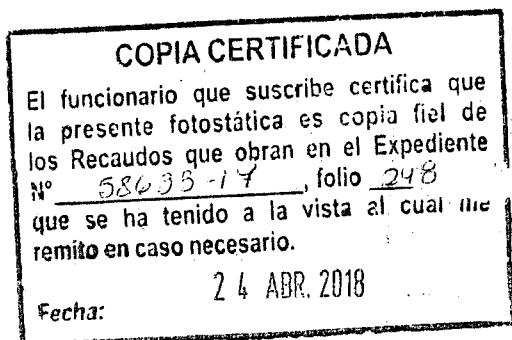 COPIA CERTIFICADA
El funcionario que suscribe certifica que
la presente fotostática es copia fiel de
los Recaudos que obran en el Expediente
N° 58635-17, folio 248
que se ha tenido a la vista al cual me
remito en caso necesario.
24 ABR. 2018
Fecha: